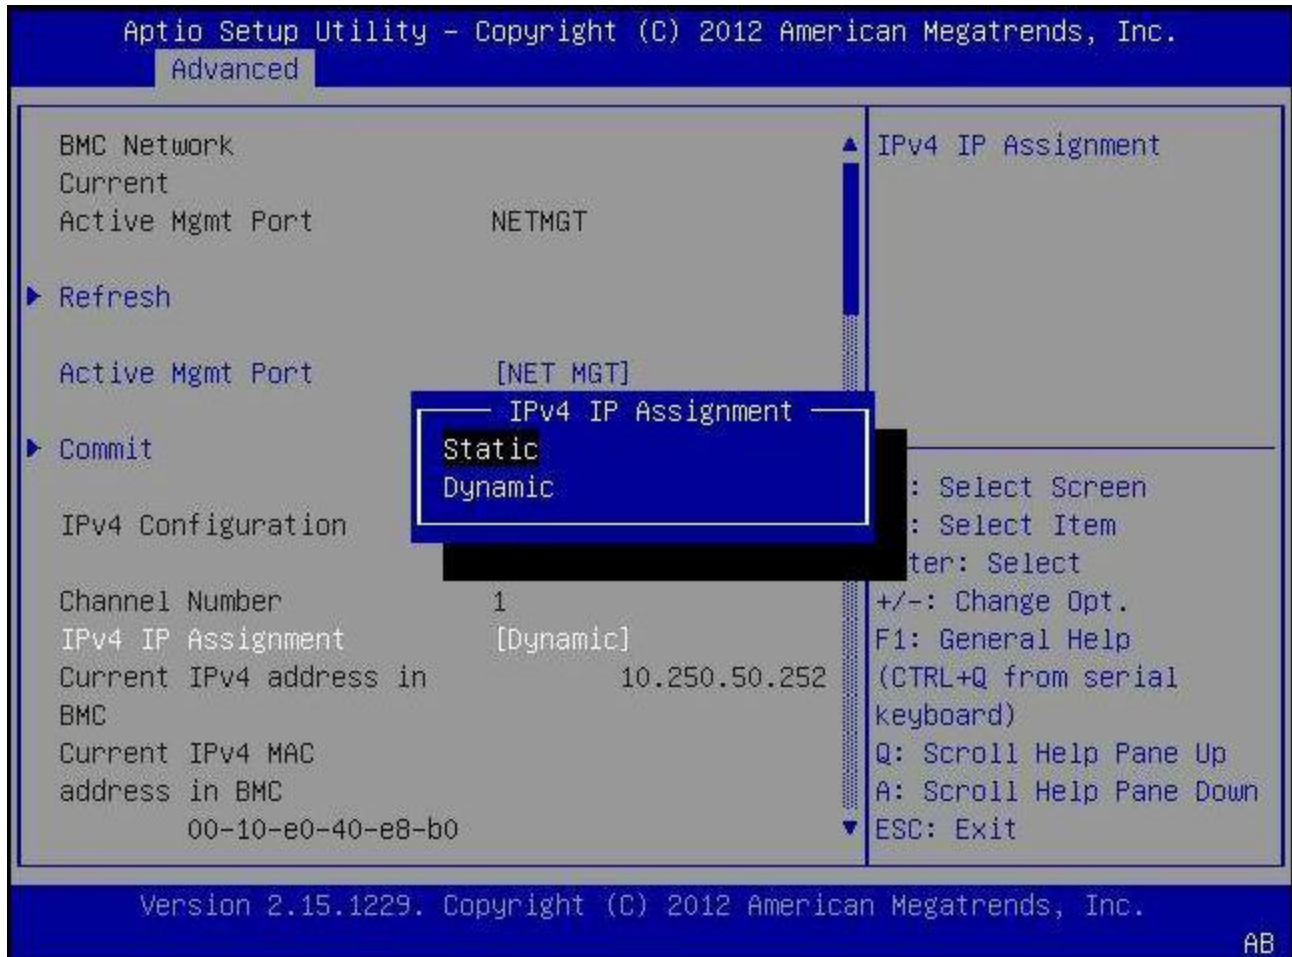 Aptio Setup Utility – Copyright (C) 2012 American Megatrends, Inc.
Advanced
BMC Network
Current
Active Mgmt Port NETMGT
Refresh
Active Mgmt Port [NET MGT]
Commit
IPv4 Configuration
Channel Number 1
IPv4 IP Assignment [Dynamic]
Current IPv4 address in 10.250.50.252
BMC
Current IPv4 MAC
address in BMC
00-10-e0-40-e8-b0
IPv4 IP Assignment
Static
Dynamic
IPv4 IP Assignment
: Select Screen
: Select Item
ter: Select
+/-: Change Opt.
F1: General Help
(CTRL+Q from serial
keyboard)
Q: Scroll Help Pane Up
A: Scroll Help Pane Down
ESC: Exit
Version 2.15.1229. Copyright (C) 2012 American Megatrends, Inc.
AB